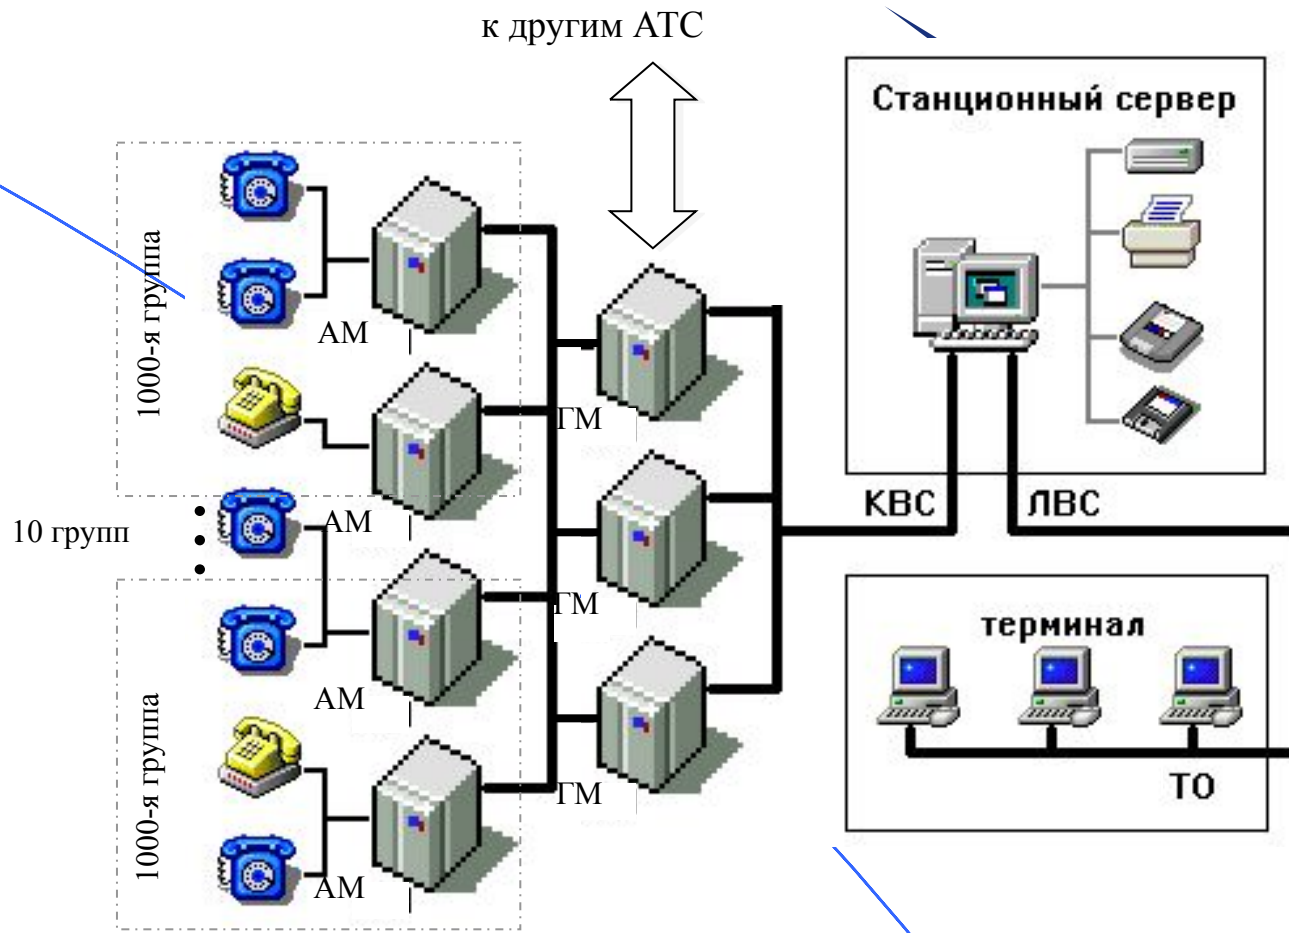 к другим АТС
Станционный сервер
1000-я группа
АМ
ГМ
КВС
ЛВС
10 групп
АМ
ГМ
терминал
АМ
1000-я группа
ГМ
ТО
АМ